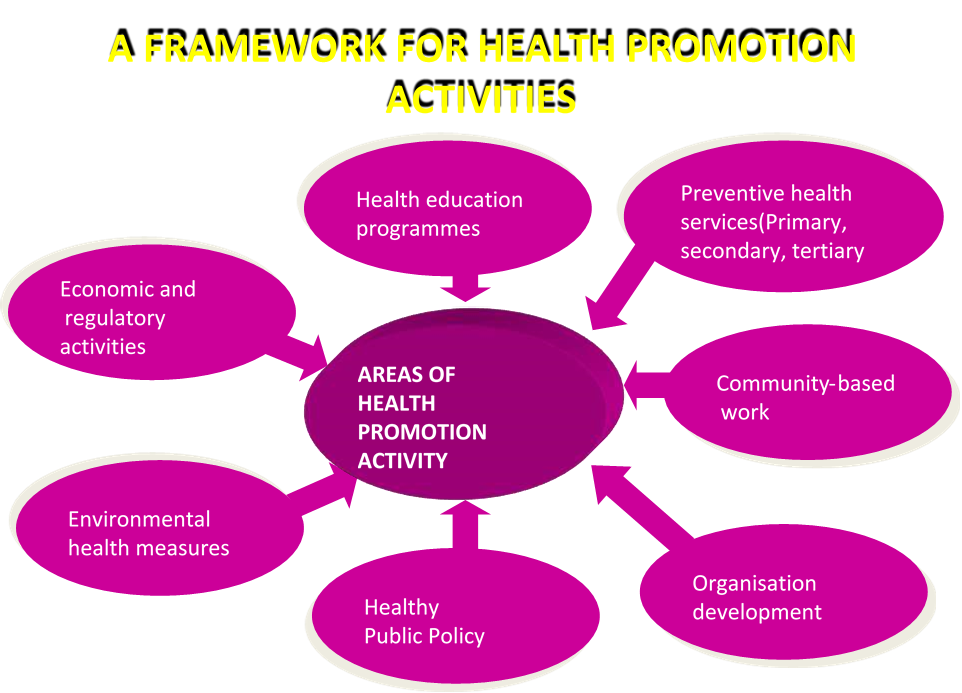 A FRAMEWORK FOR HEALTH PROMOTION
ACTIVITIES
Health education
programmes
Preventive health
services(Primary,
secondary, tertiary
Economic and
regulatory
activities
AREAS OF
HEALTH
PROMOTION
ACTIVITY
Community-based
work
Environmental
health measures
Organisation
development
Healthy
Public Policy